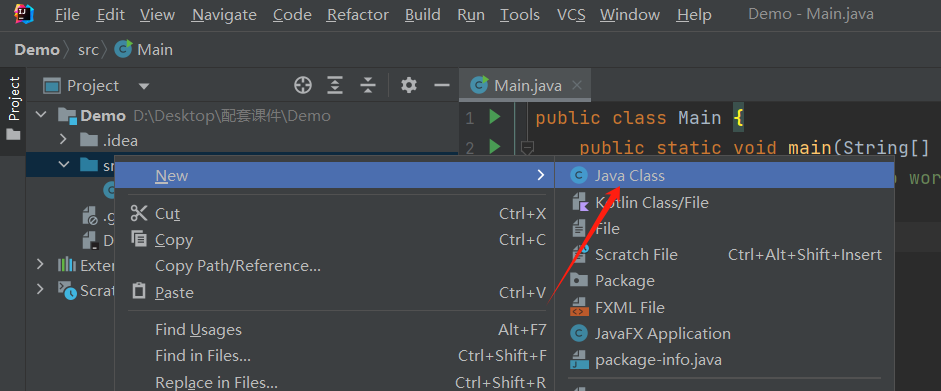 File Edit View Navigate Code Refactor Build Run Tools VCS Window Help Demo - Main.java
Demo src Main
Project
Project
Main.java
Demo D:\Desktop\配套课件\Demo
.idea
New
Cut Ctrl+X
Copy Ctrl+C
Copy Path/Reference...
Paste Ctrl+V
Find Usages Alt+F7
Find in Files... Ctrl+Shift+F
Replace in Files... Ctrl+Shift+R
Java Class
Kotlin Class/File
File
Scratch File Ctrl+Alt+Shift+Insert
Package
FXML File
JavaFX Application
package-info.java
1 public class Main {
2 public static void main(String[]